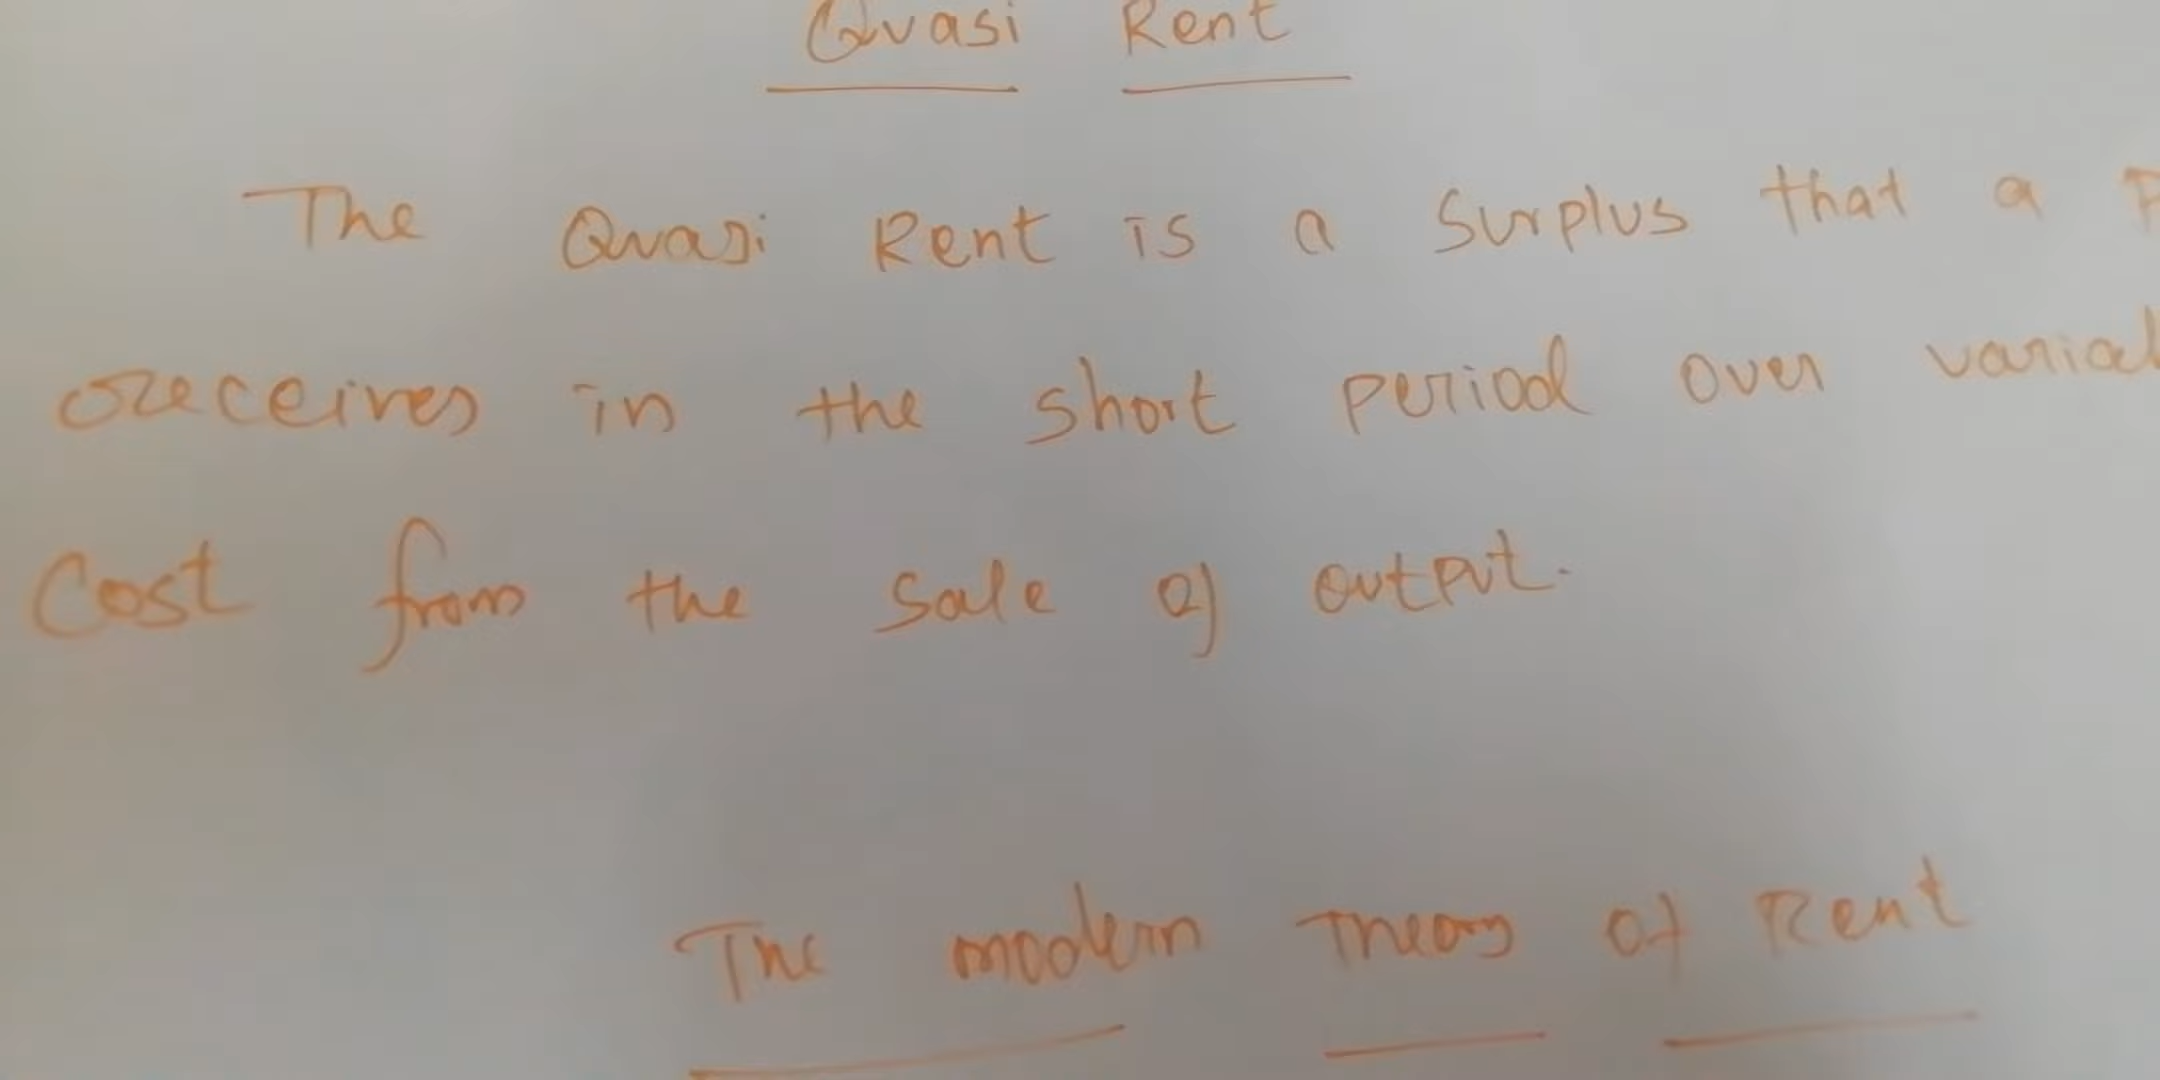 Quasi Rent
The Quasi Rent is a Surplus that a
receives in the short period over
Cost from the Sale of output.
The modern Theory of Rent